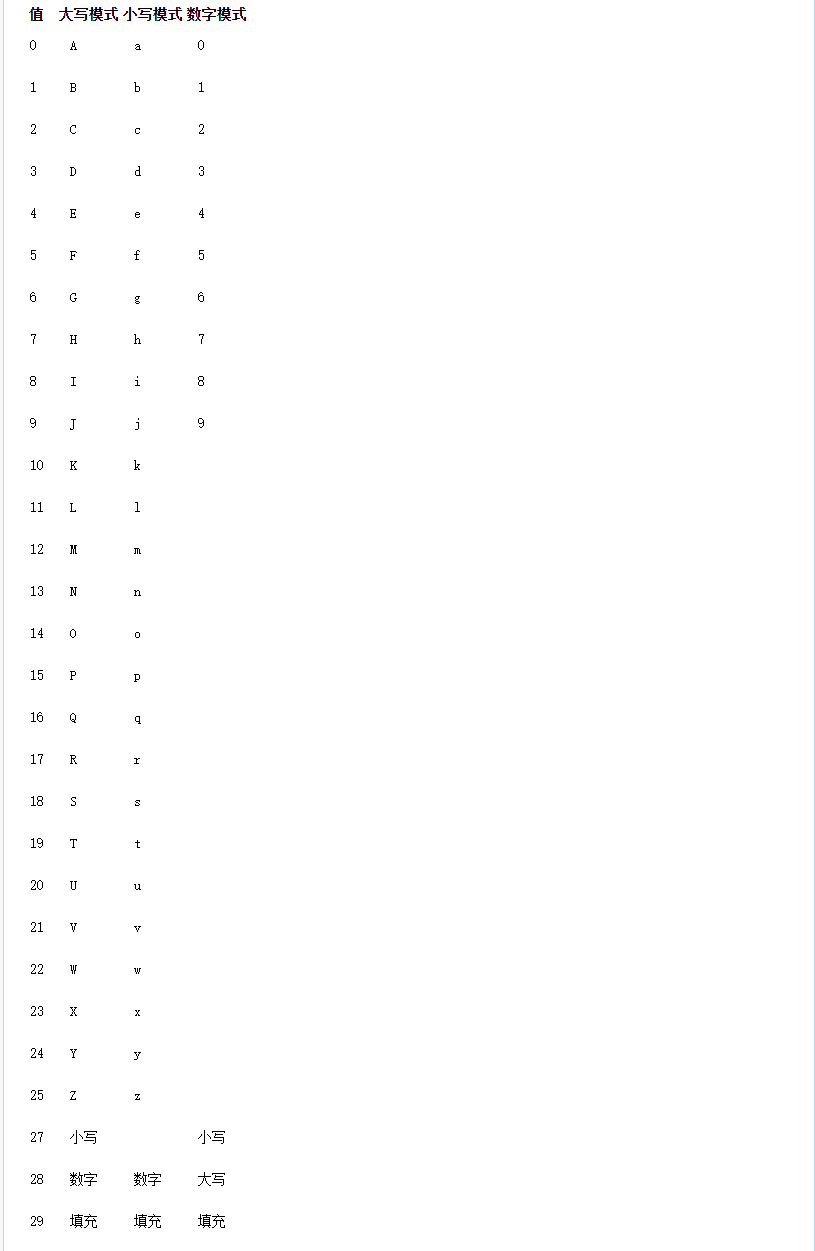 值 大写模式 小写模式 数字模式
0 A a 0
1 B b 1
2 C c 2
3 D d 3
4 E e 4
5 F f 5
6 G g 6
7 H h 7
8 I i 8
9 J j 9
10 K k
11 L l
12 M m
13 N n
14 O o
15 P p
16 Q q
17 R r
18 S s
19 T t
20 U u
21 V v
22 W w
23 X x
24 Y y
25 Z z
27 小写 小写
28 数字 数字 大写
29 填充 填充 填充